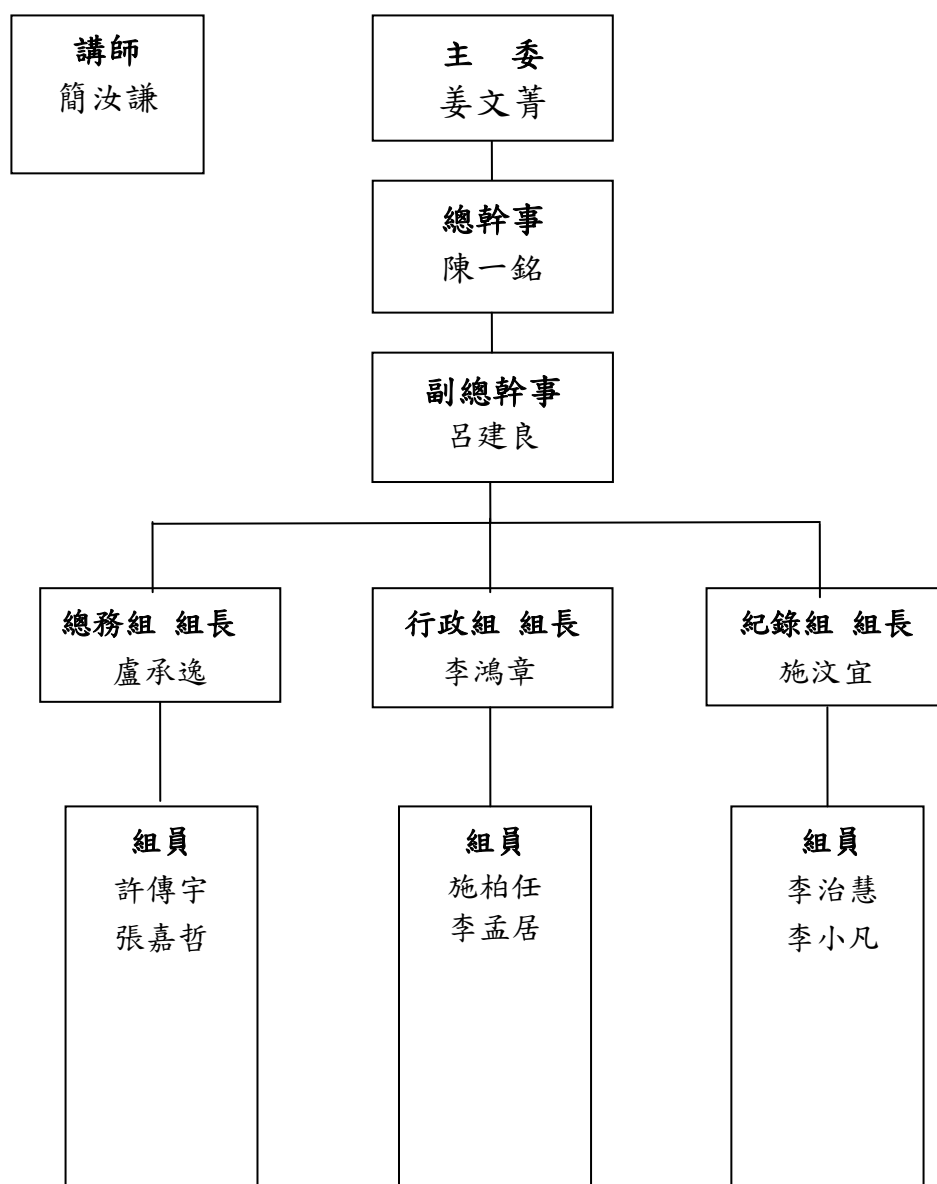 講師
簡汝謙
主 委
姜文菁
總幹事
陳一銘
副總幹事
呂建良
總務組 組長
盧承逸
行政組 組長
李鴻章
紀錄組 組長
施汶宜
組員
許傳宇
張嘉哲
組員
施柏任
李孟居
組員
李治慧
李小凡